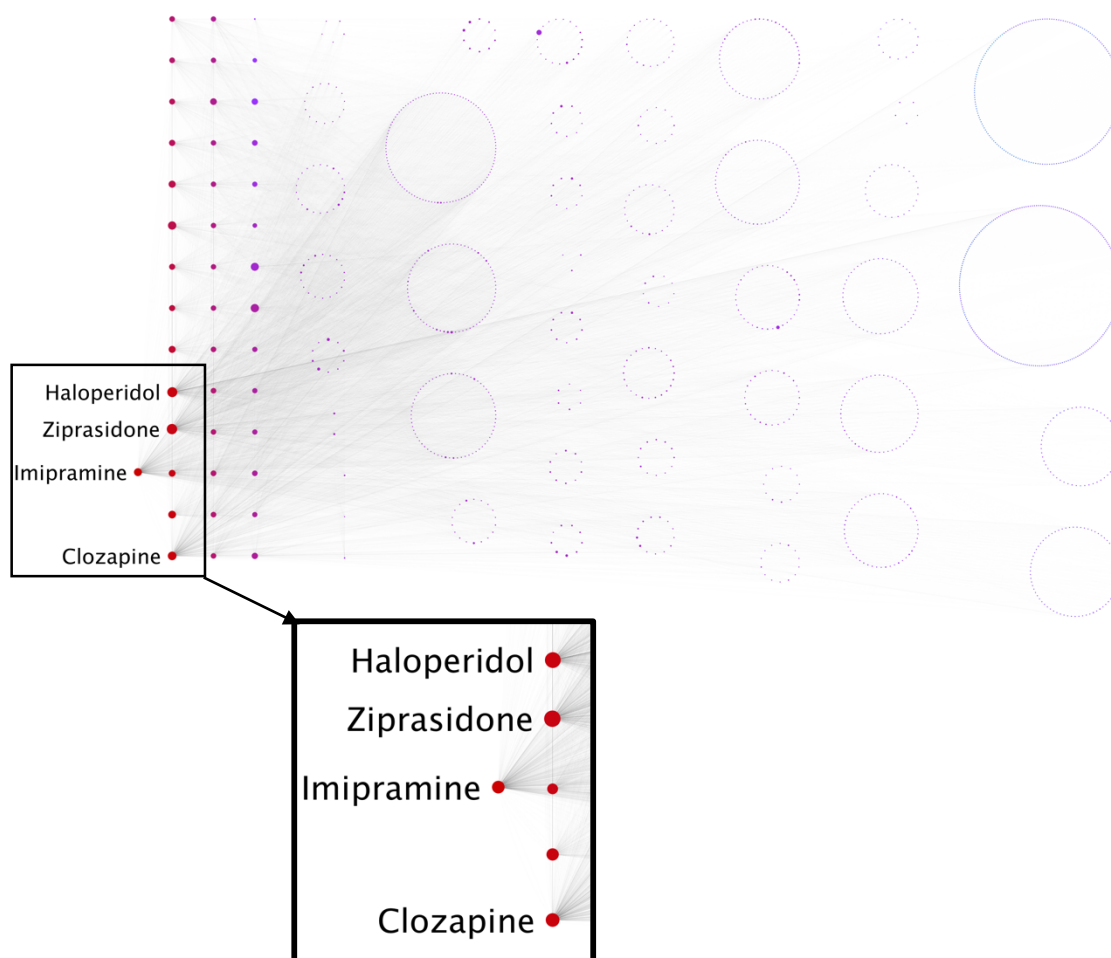 Haloperidol
Ziprasidone
Imipramine
Clozapine
Haloperidol
Ziprasidone
Imipramine
Clozapine